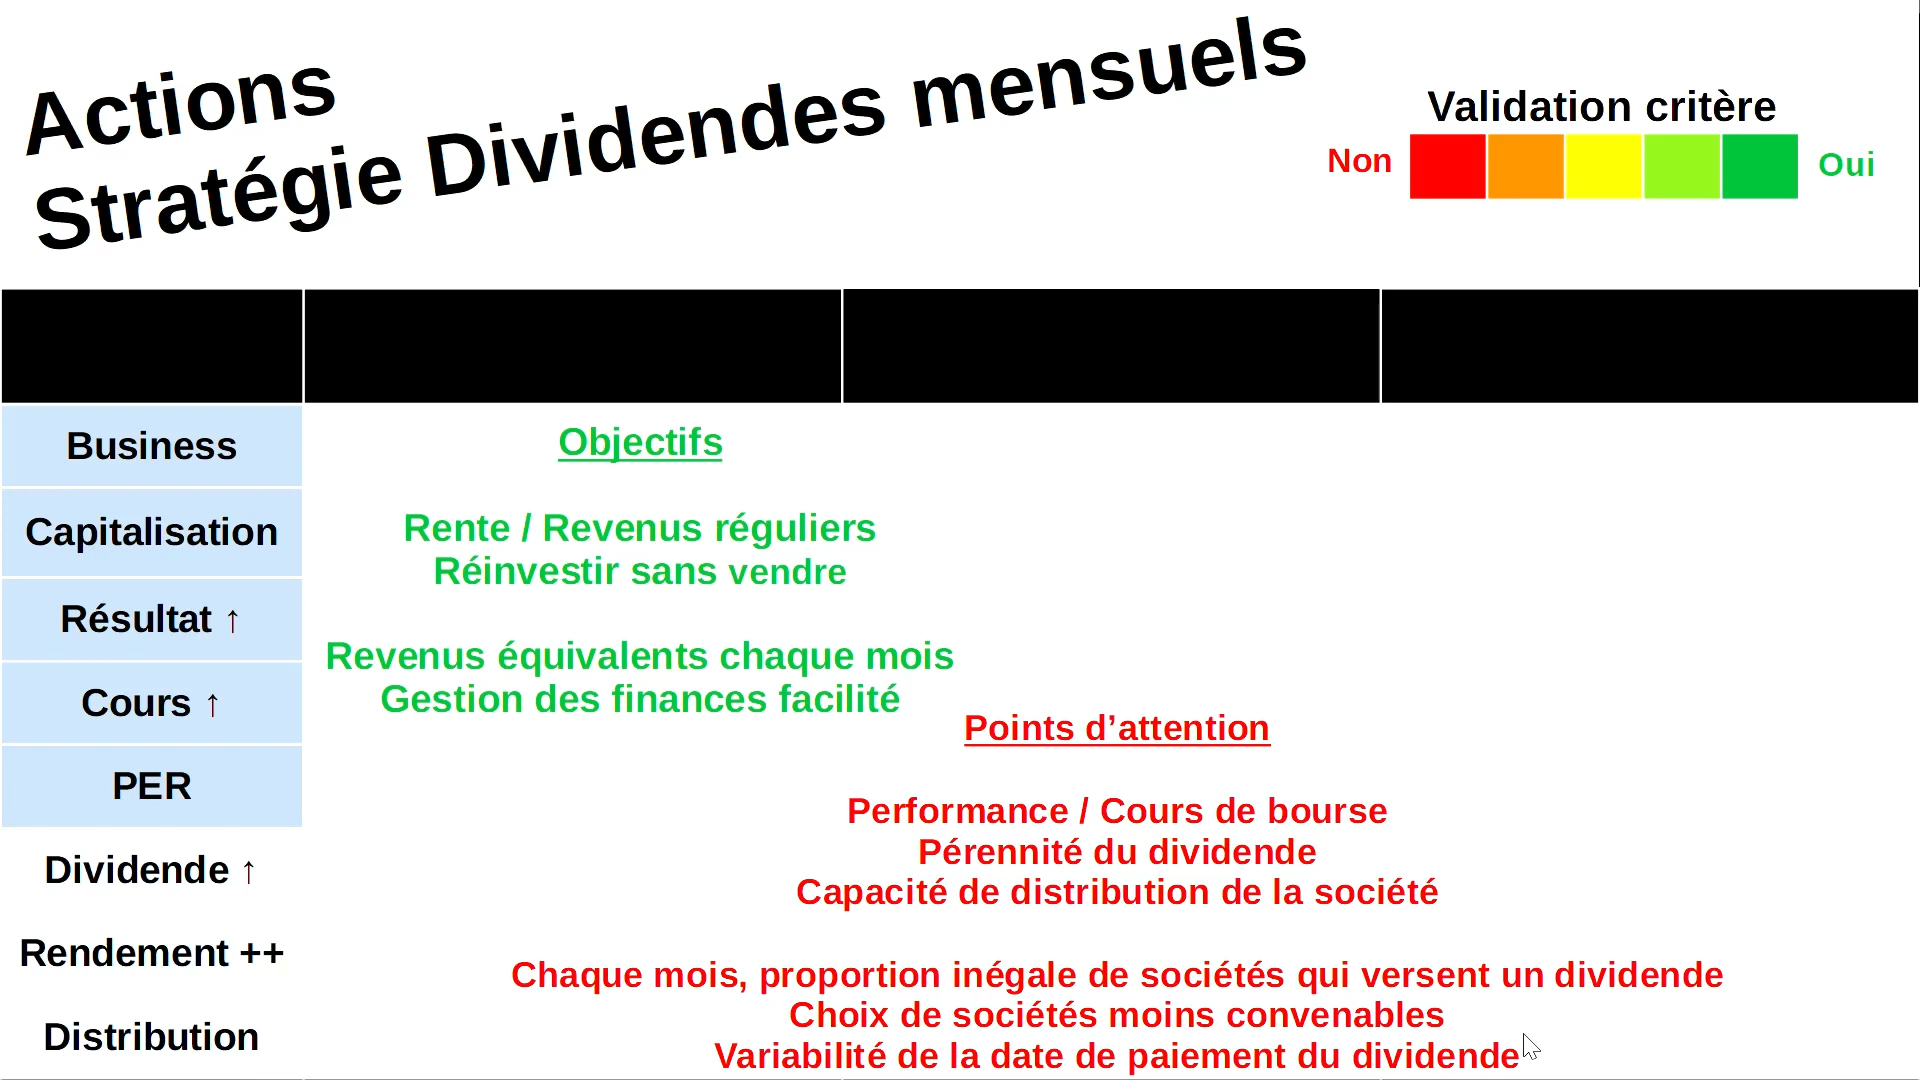 Actions
Stratégie Dividendes mensuels
Validation critère
Non
Oui
Business
Capitalisation
Résultat ↑
Cours ↑
PER
Dividende ↑
Rendement ++
Distribution
Objectifs
Rente / Revenus réguliers
Réinvestir sans vendre
Revenus équivalents chaque mois
Gestion des finances facilité
Points d’attention
Performance / Cours de bourse
Pérennité du dividende
Capacité de distribution de la société
Chaque mois, proportion inégale de sociétés qui versent un dividende
Choix de sociétés moins convenables
Variabilité de la date de paiement du dividende